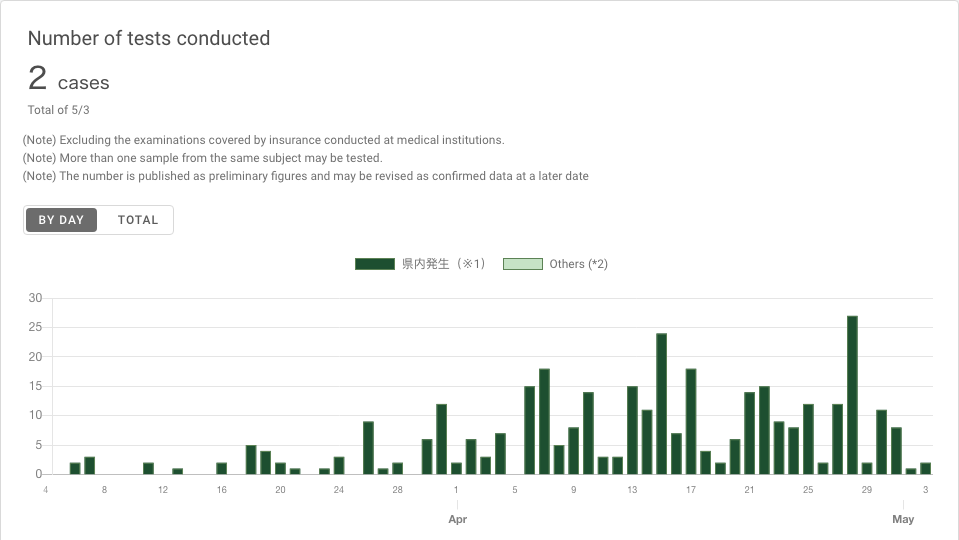 Number of tests conducted
2 cases
Total of 5/3
(Note) Excluding the examinations covered by insurance conducted at medical institutions.
(Note) More than one sample from the same subject may be tested.
(Note) The number is published as preliminary figures and may be revised as confirmed data at a later date
BY DAY TOTAL
県内発生（※1） Others (*2)
30
25
20
15
10
5
0
4 8 12 16 20 24 28 1 5 9 13 17 21 25 29 3
Apr May